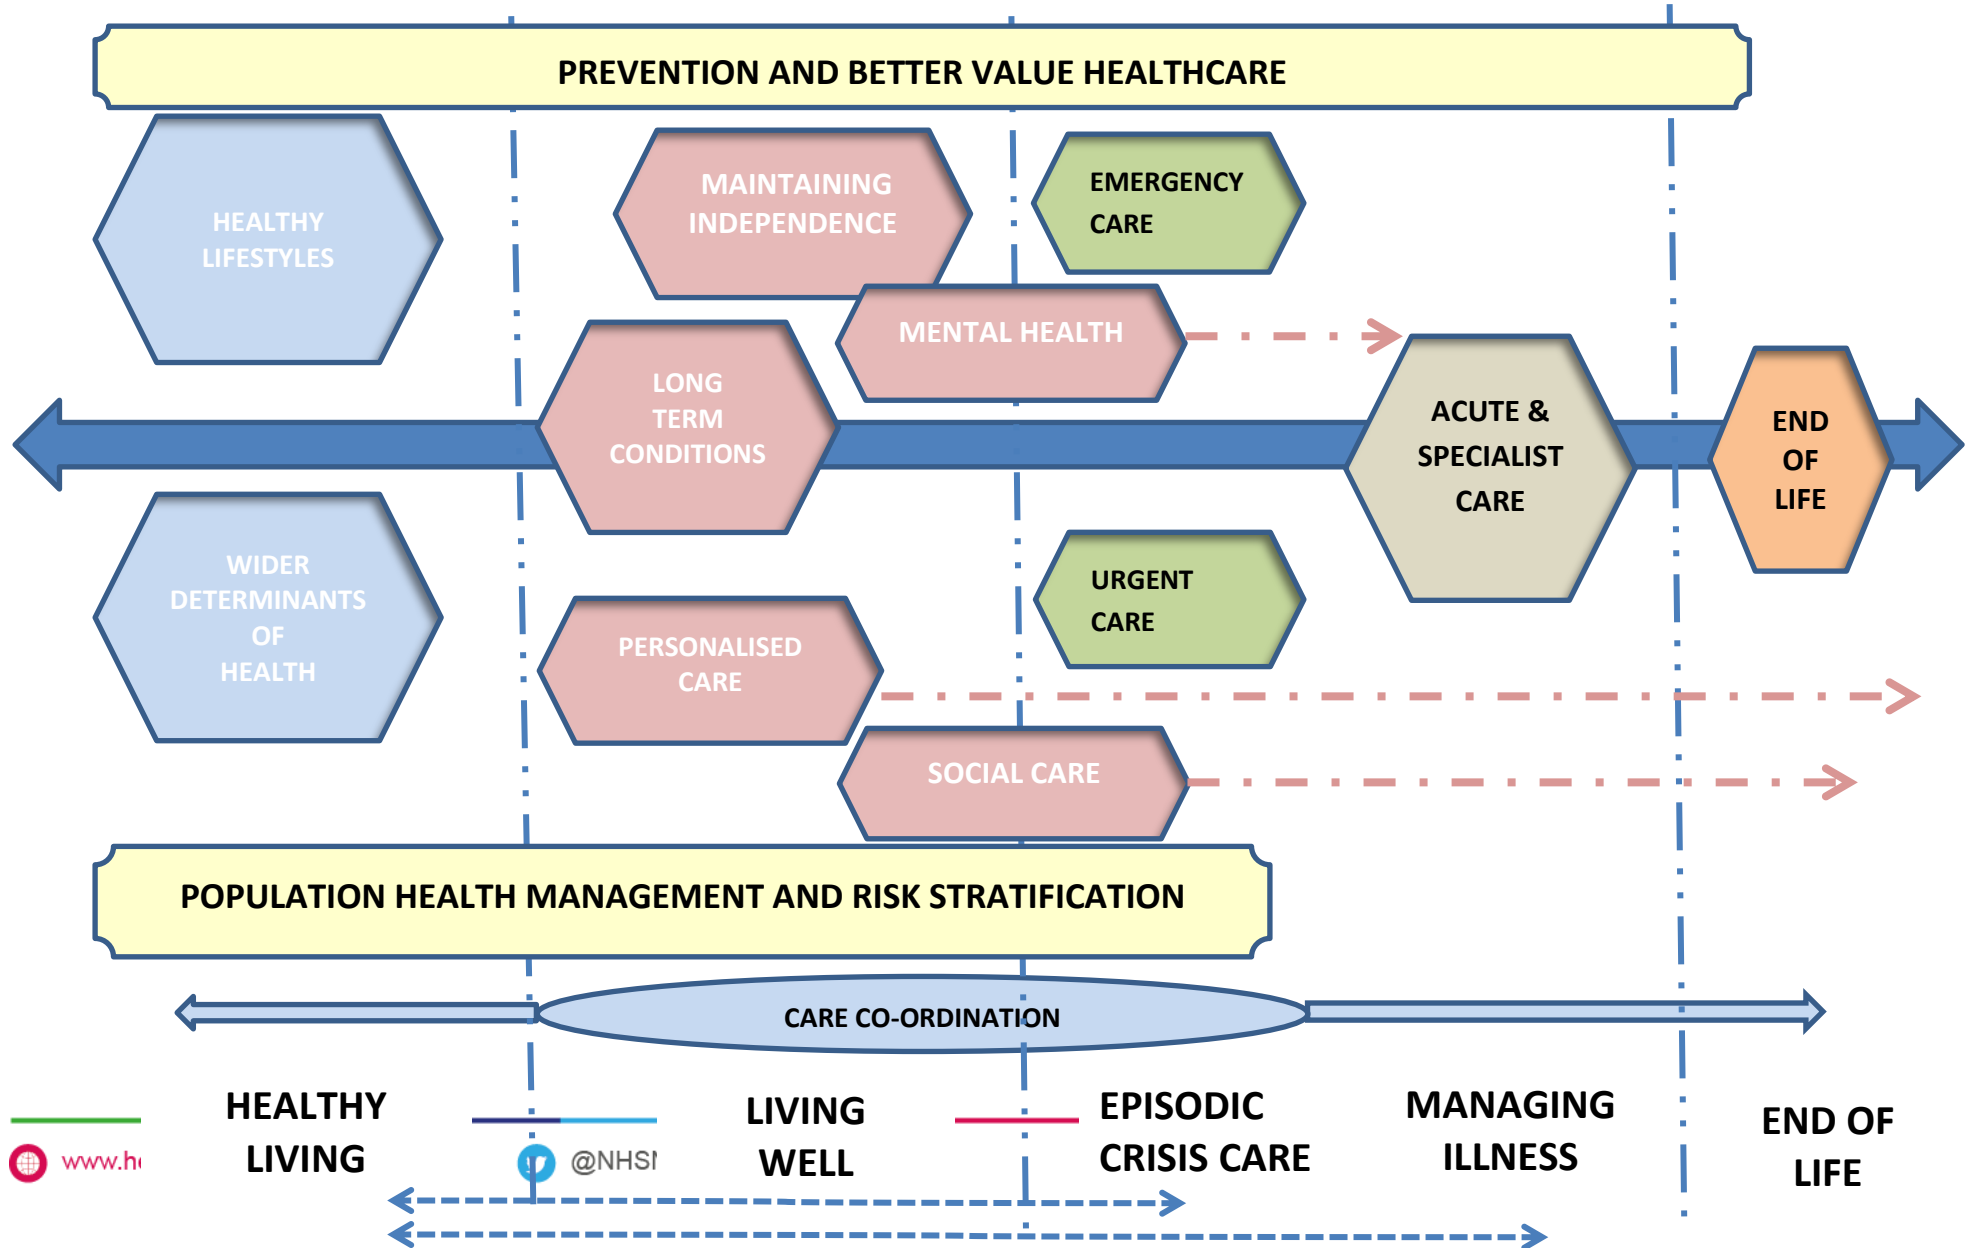 PREVENTION AND BETTER VALUE HEALTHCARE
HEALTHY
LIFESTYLES
MAINTAINING
INDEPENDENCE
EMERGENCY
CARE
MENTAL HEALTH
LONG
TERM
CONDITIONS
ACUTE &
SPECIALIST
CARE
END
OF
LIFE
WIDER
DETERMINANTS
OF
HEALTH
PERSONALISED
CARE
URGENT
CARE
SOCIAL CARE
POPULATION HEALTH MANAGEMENT AND RISK STRATIFICATION
CARE CO-ORDINATION
HEALTHY
LIVING
LIVING
WELL
EPISODIC
CRISIS CARE
MANAGING
ILLNESS
END OF
LIFE
www.h
@NHS